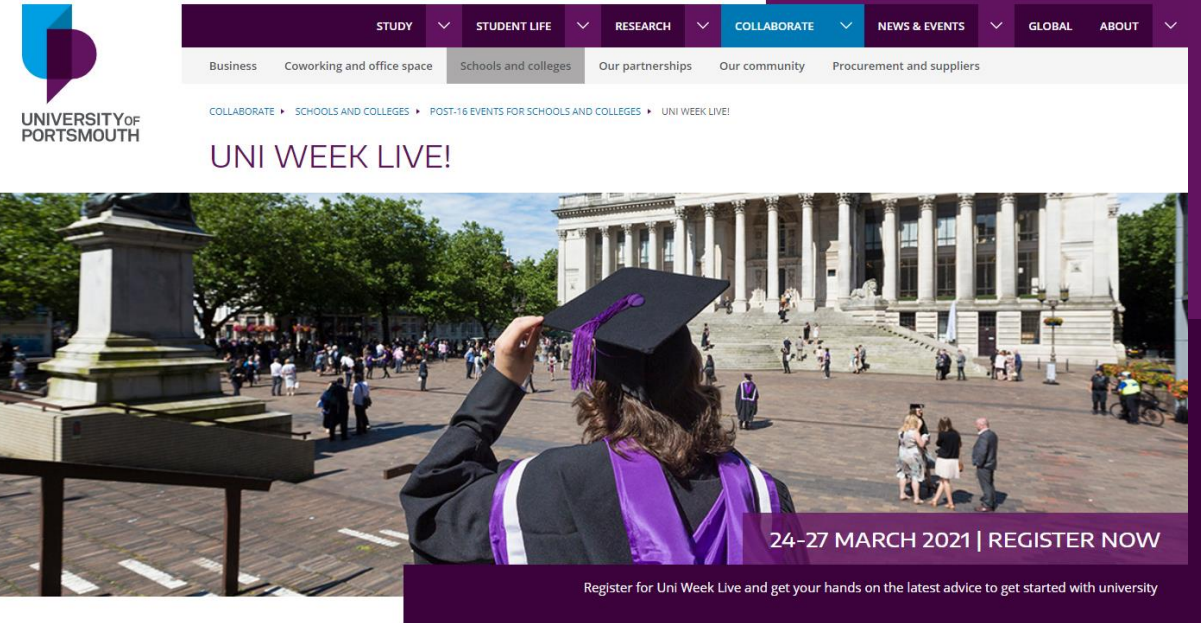 STUDY STUDENT LIFE RESEARCH COLLABORATE NEWS & EVENTS GLOBAL ABOUT
Business Coworking and office space Schools and colleges Our partnerships Our community Procurement and suppliers
UNIVERSITY OF
PORTSMOUTH
COLLABORATE SCHOOLS AND COLLEGES POST-16 EVENTS FOR SCHOOLS AND COLLEGES UNI WEEK LIVE!
UNI WEEK LIVE!
24-27 MARCH 2021 | REGISTER NOW
Register for Uni Week Live and get your hands on the latest advice to get started with university